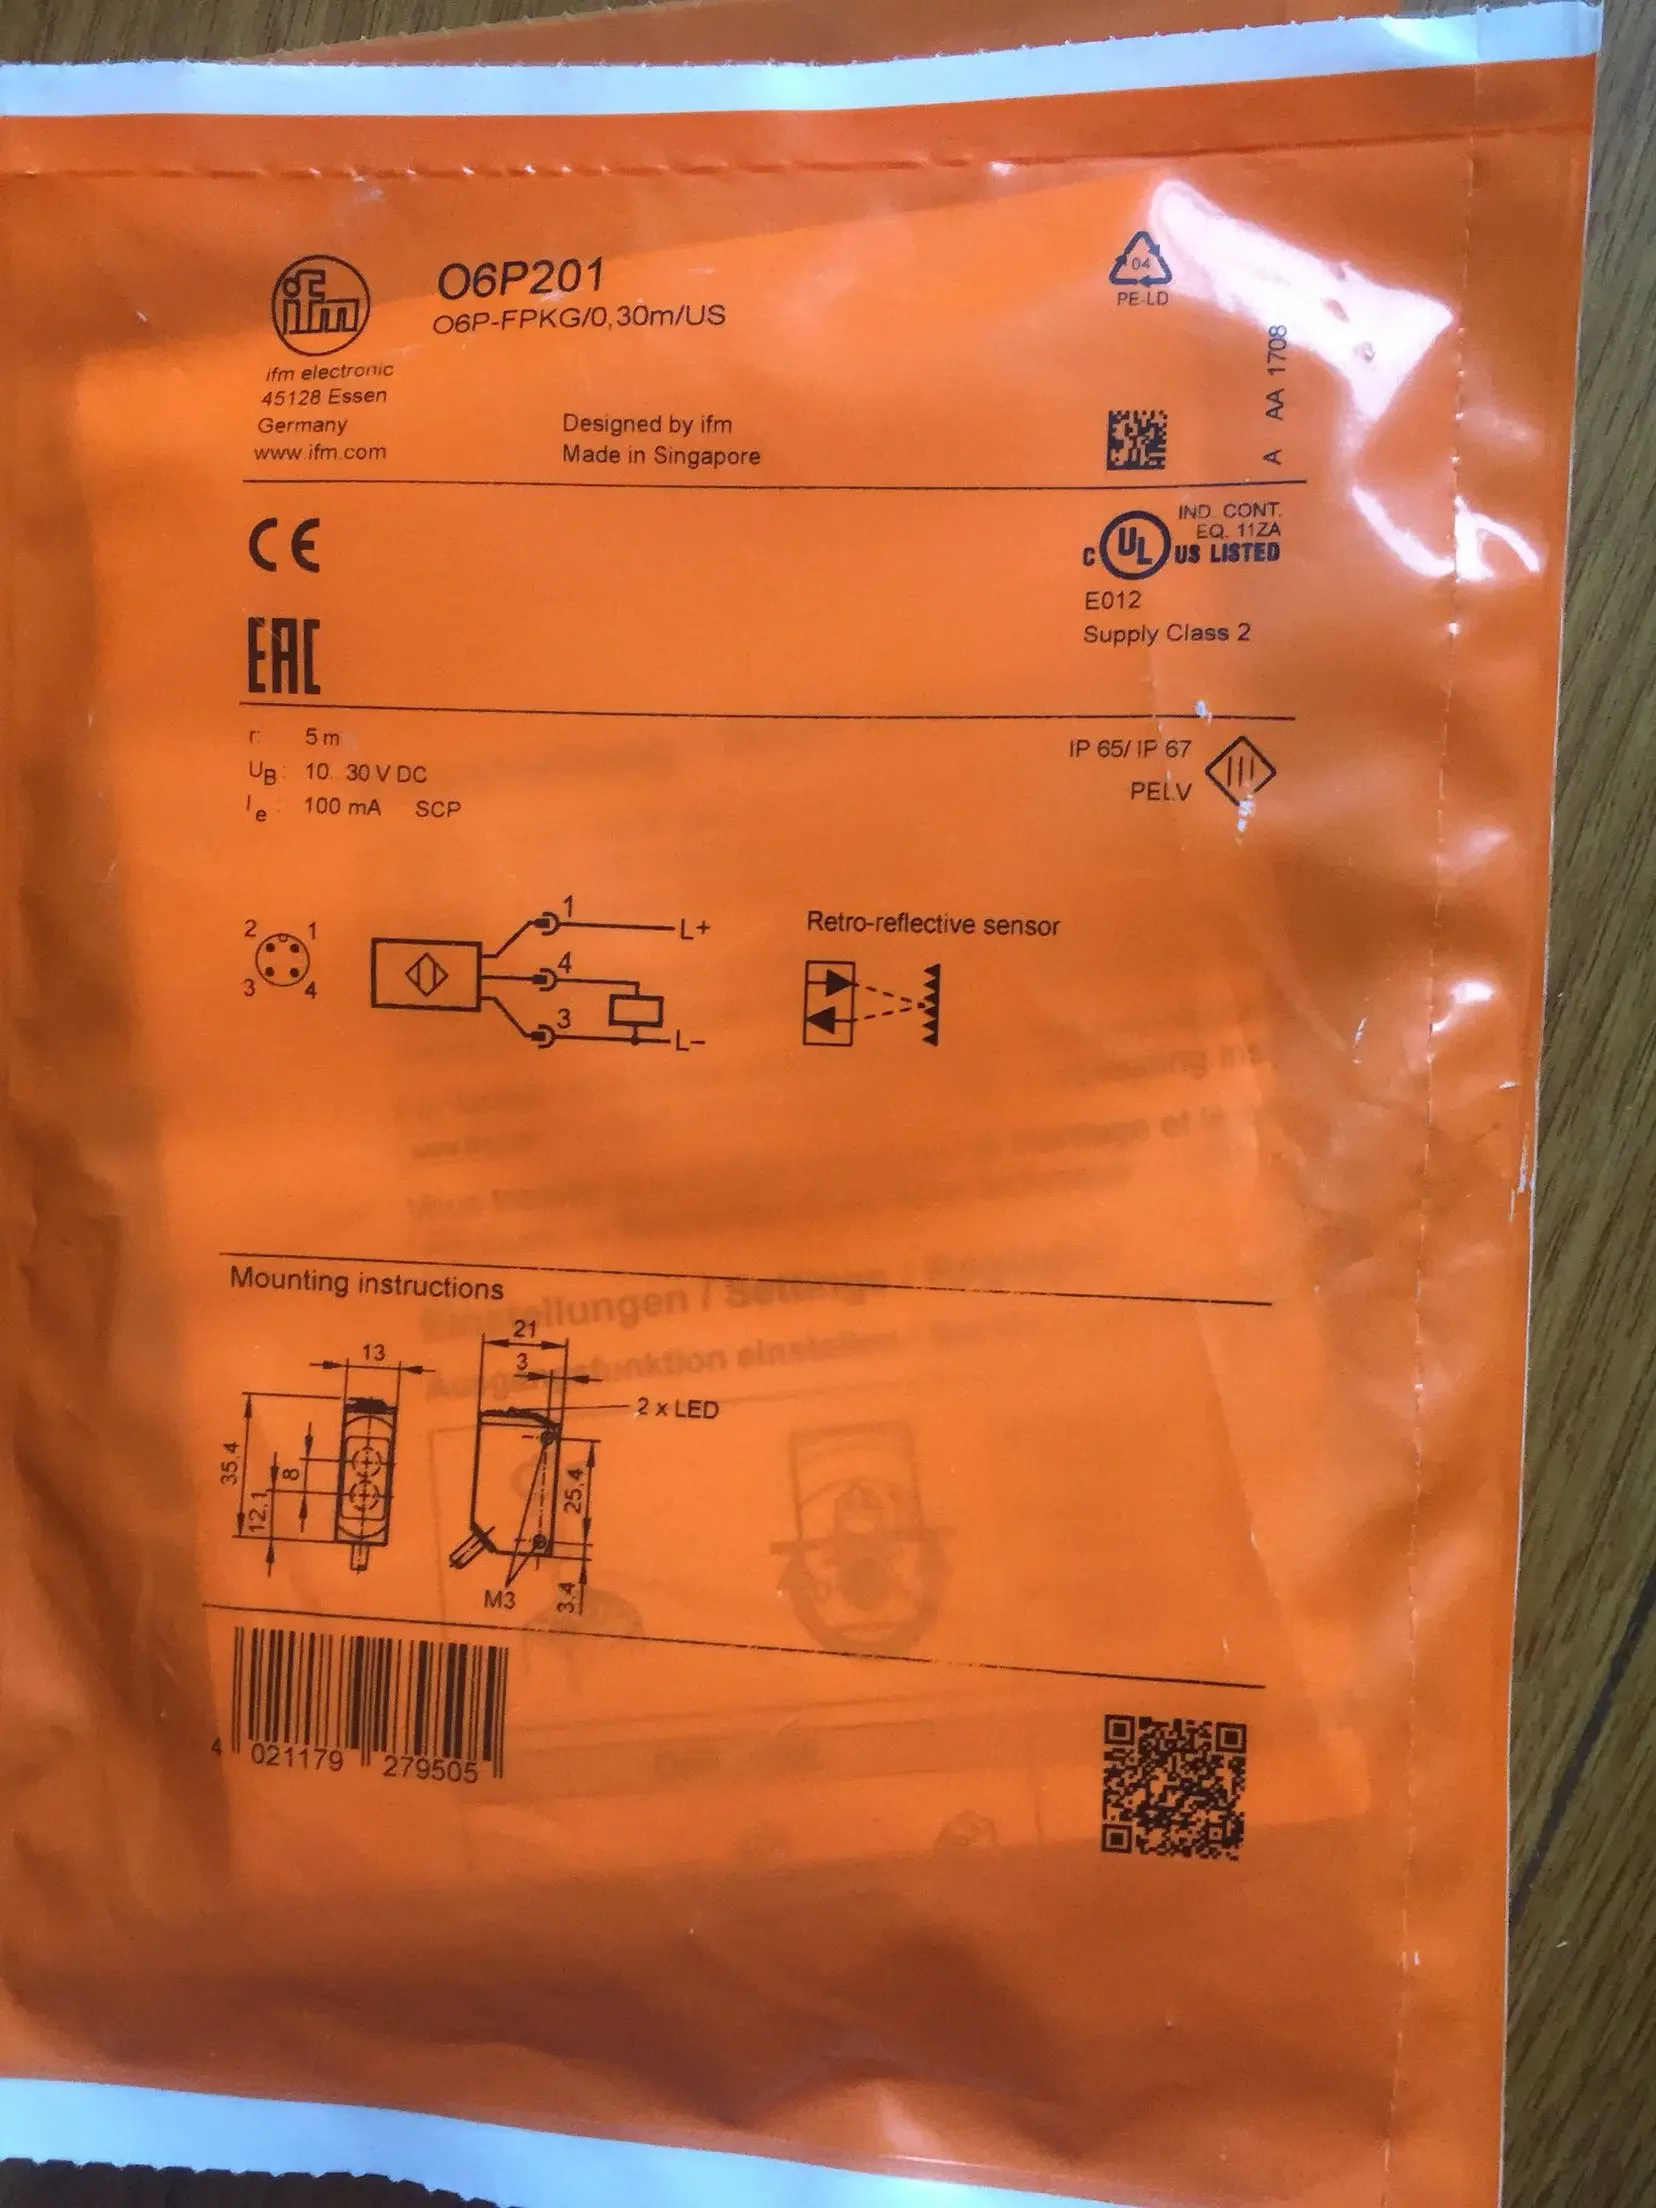 ifm
O6P201
O6P-FPKG/0,30m/US
ifm electronic
45128 Essen
Germany
www.ifm.com
Designed by ifm
Made in Singapore
04
PE-LD
A AA 1708
CE
EAC
C UL US LISTED
IND. CONT.
EQ. 11ZA
E012
Supply Class 2
r: 5 m
UB: 10...30 V DC
Ie : 100 mA SCP
IP 65/ IP 67
PELV
2 1
3 4
1 L+
4
3 L–
Retro-reflective sensor
Mounting instructions
Einstellungen / Settings /
Ausgangsfunktion einstellen
13
35.4
12.1
8
21
3
2 x LED
25.4
3.4
M3
4 021179 279505